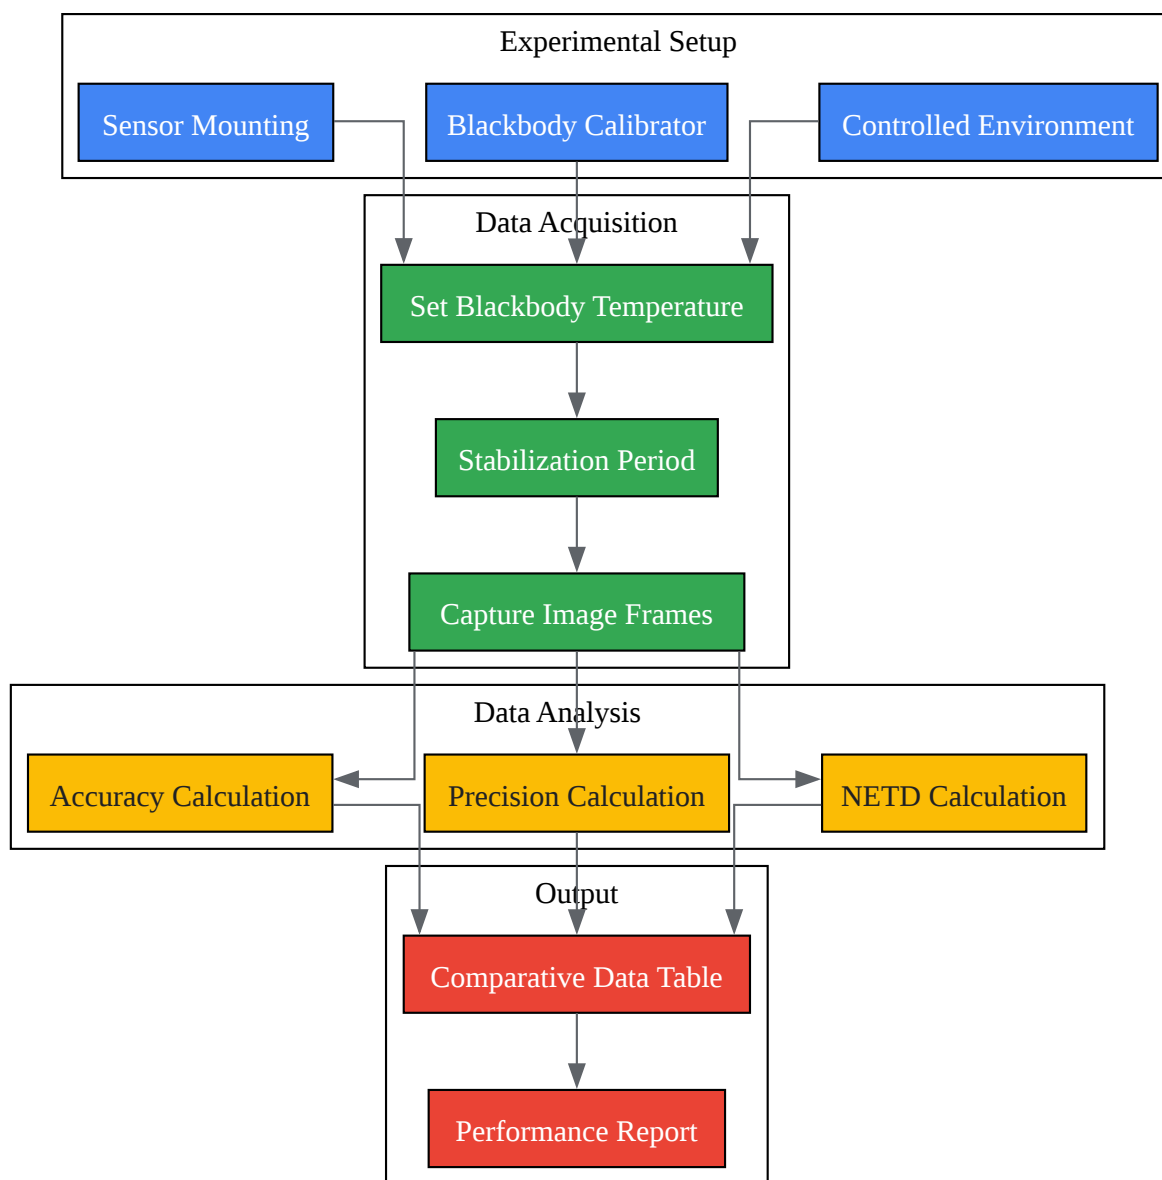 Experimental Setup
Sensor Mounting
Blackbody Calibrator
Controlled Environment
Data Acquisition
Set Blackbody Temperature
Stabilization Period
Capture Image Frames
Data Analysis
Accuracy Calculation
Precision Calculation
NETD Calculation
Output
Comparative Data Table
Performance Report